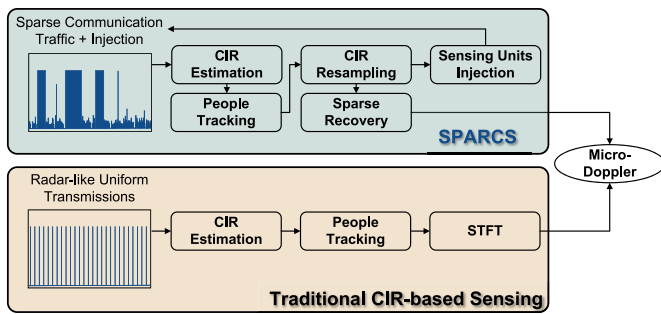 Sparse Communication
Traffic + Injection
CIR
Estimation
CIR
Resampling
Sensing Units
Injection
People
Tracking
Sparse
Recovery
SPARCS
Micro-
Doppler
Radar-like Uniform
Transmissions
CIR
Estimation
People
Tracking
STFT
Traditional CIR-based Sensing